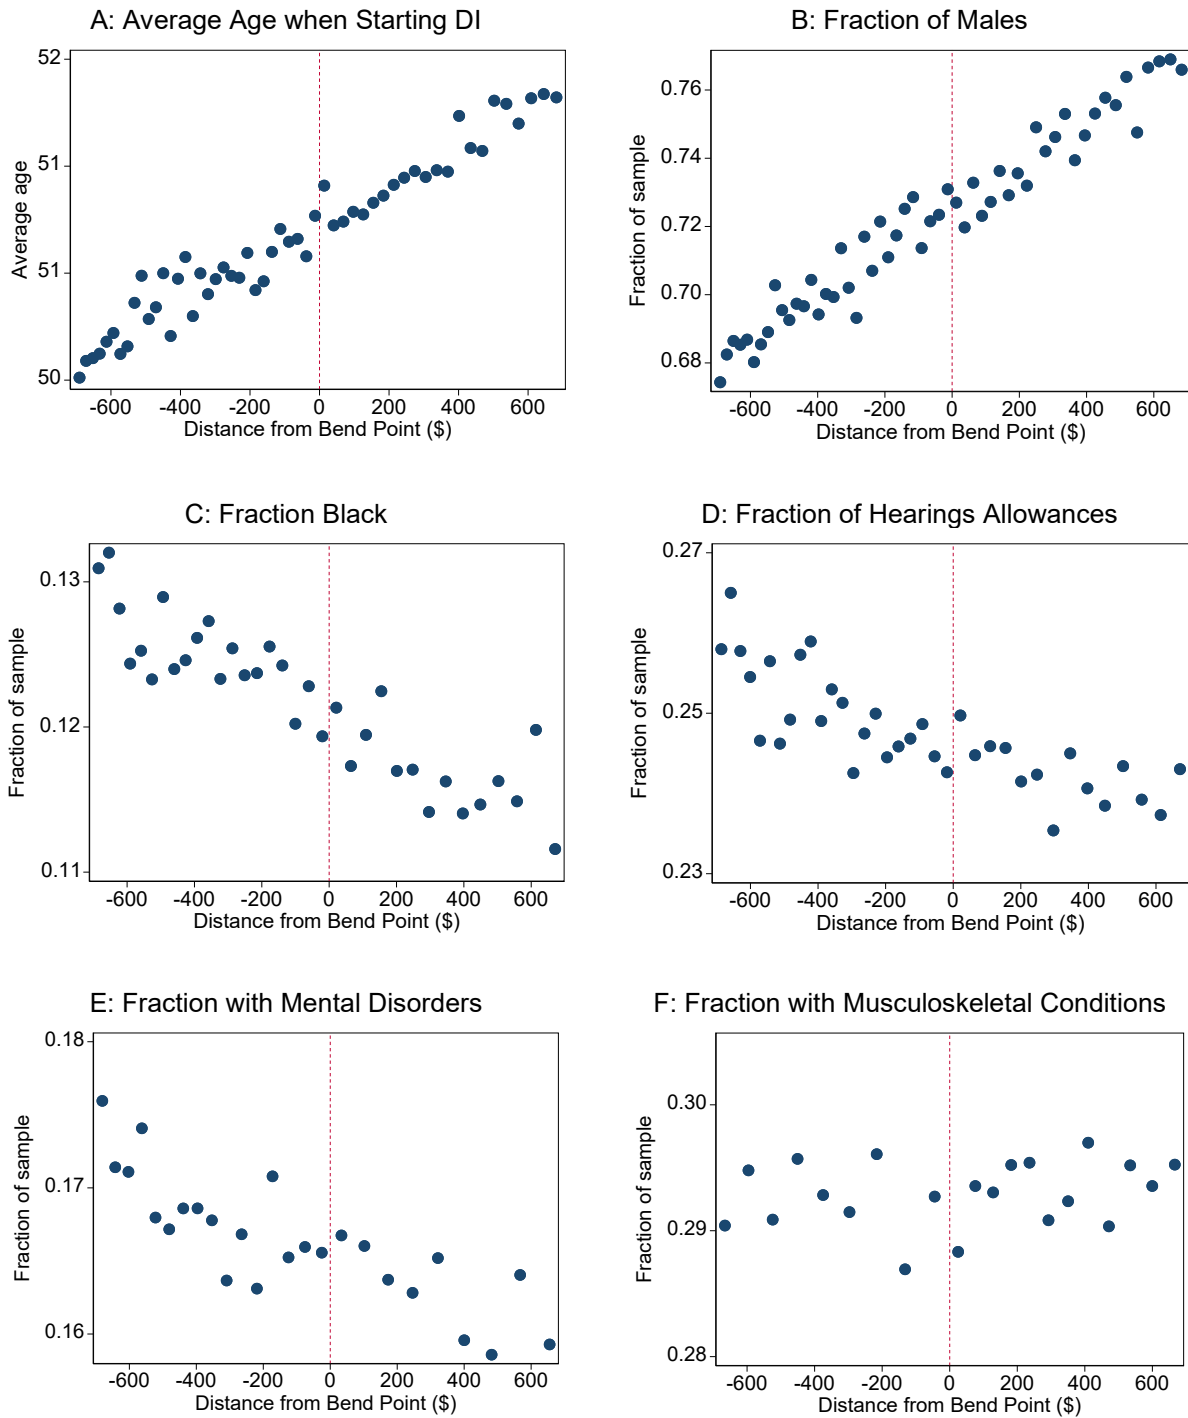 A: Average Age when Starting DI
52
51
51
50
Average age
-600 -400 -200 0 200 400 600
Distance from Bend Point ($)
B: Fraction of Males
0.76
0.74
0.72
0.70
0.68
Fraction of sample
-600 -400 -200 0 200 400 600
Distance from Bend Point ($)
C: Fraction Black
0.13
0.12
0.11
Fraction of sample
-600 -400 -200 0 200 400 600
Distance from Bend Point ($)
D: Fraction of Hearings Allowances
0.27
0.25
0.23
Fraction of sample
-600 -400 -200 0 200 400 600
Distance from Bend Point ($)
E: Fraction with Mental Disorders
0.18
0.17
0.16
Fraction of sample
-600 -400 -200 0 200 400 600
Distance from Bend Point ($)
F: Fraction with Musculoskeletal Conditions
0.30
0.29
0.28
Fraction of sample
-600 -400 -200 0 200 400 600
Distance from Bend Point ($)